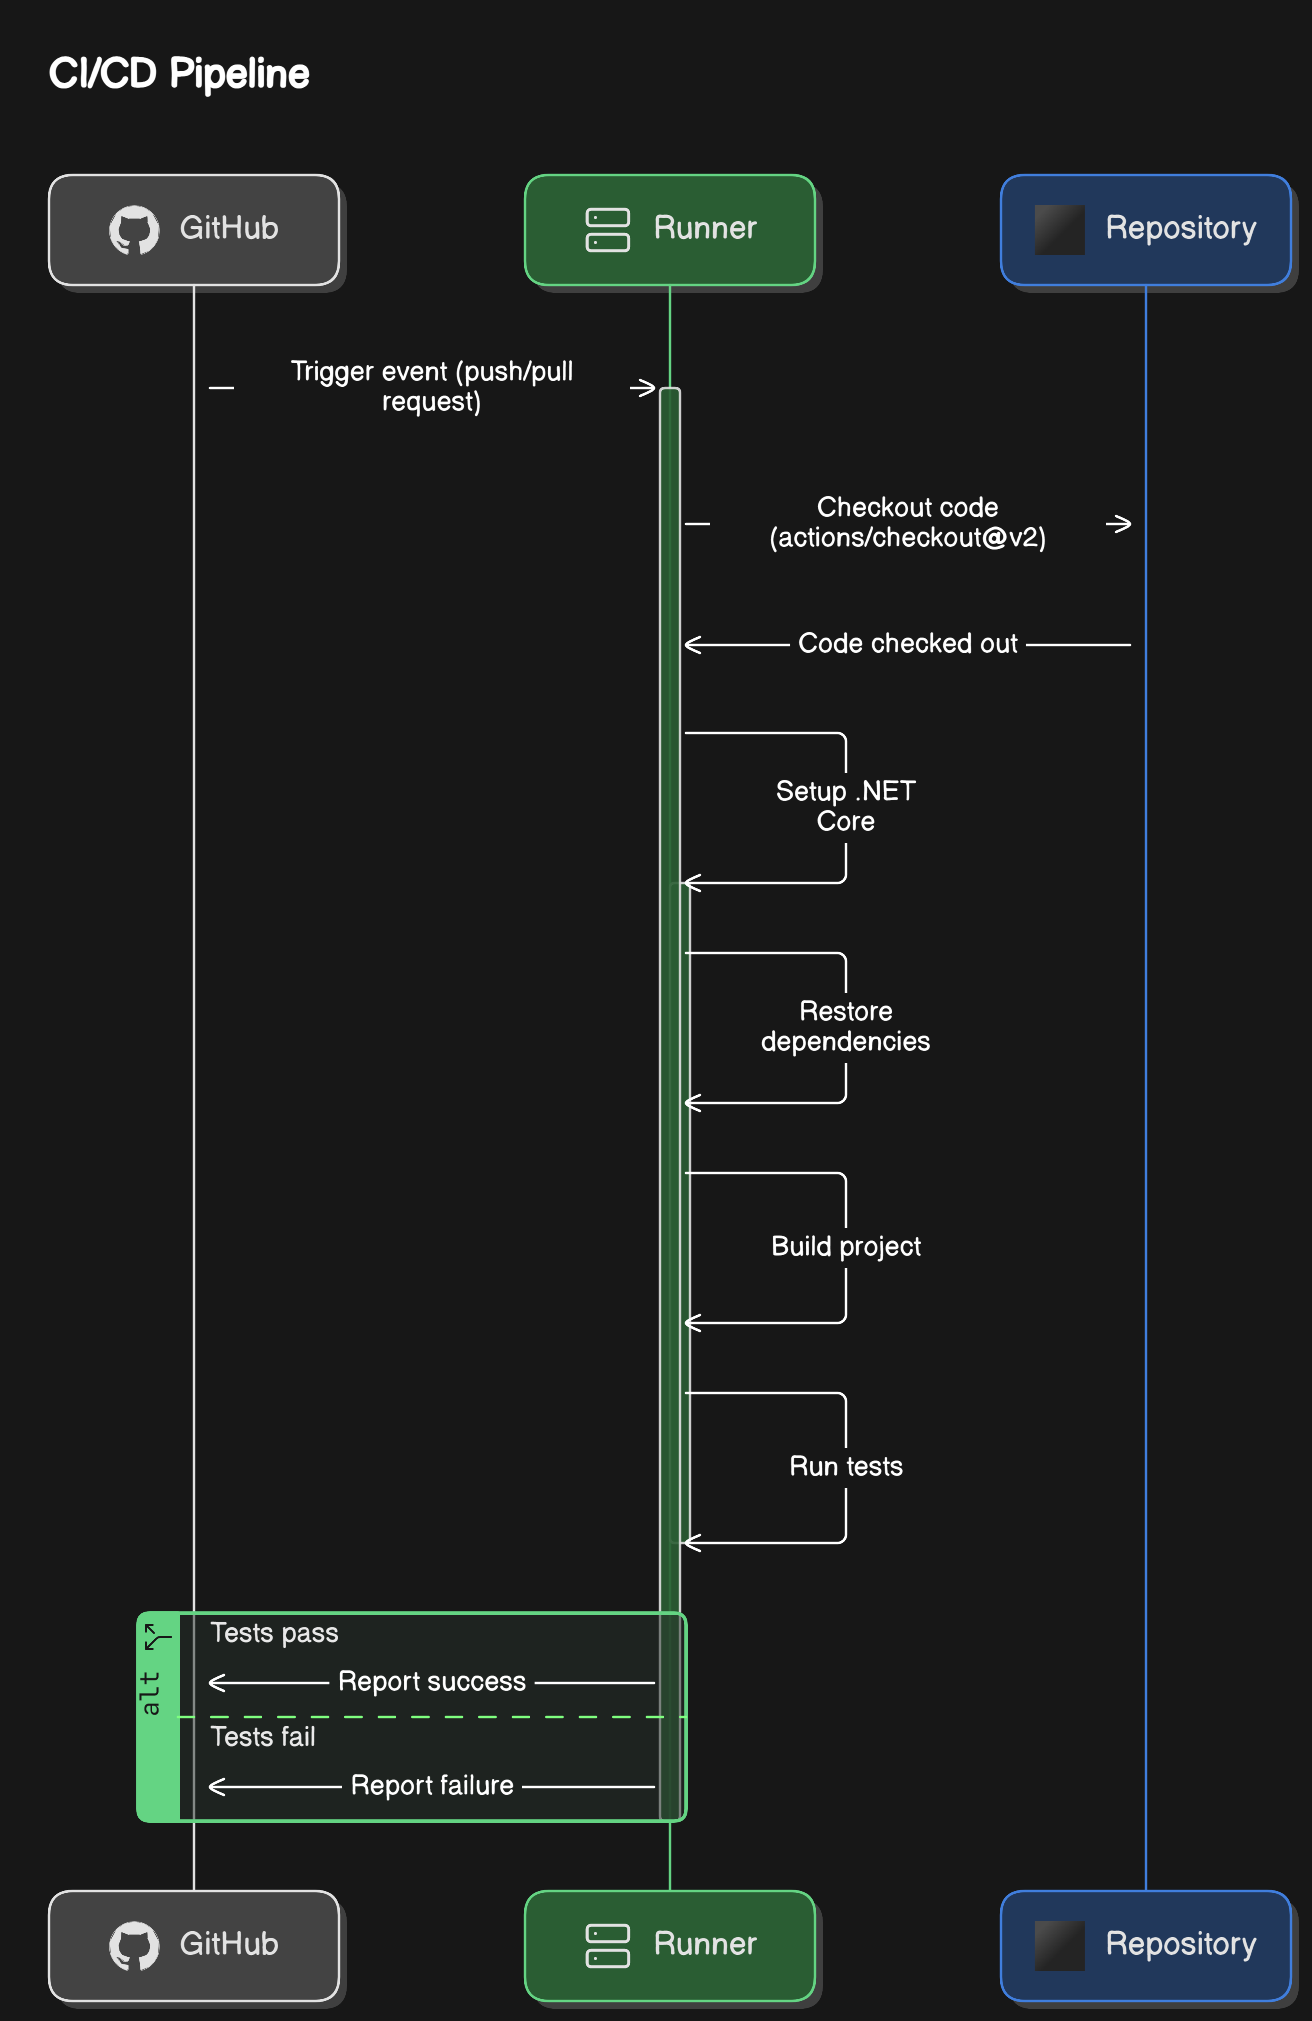 CI/CD Pipeline
GitHub
Runner
Repository
Trigger event (push/pull
request)
Checkout code
(actions/checkout@v2)
Code checked out
Setup .NET
Core
Restore
dependencies
Build project
Run tests
alt
Tests pass
Report success
Tests fail
Report failure
GitHub
Runner
Repository